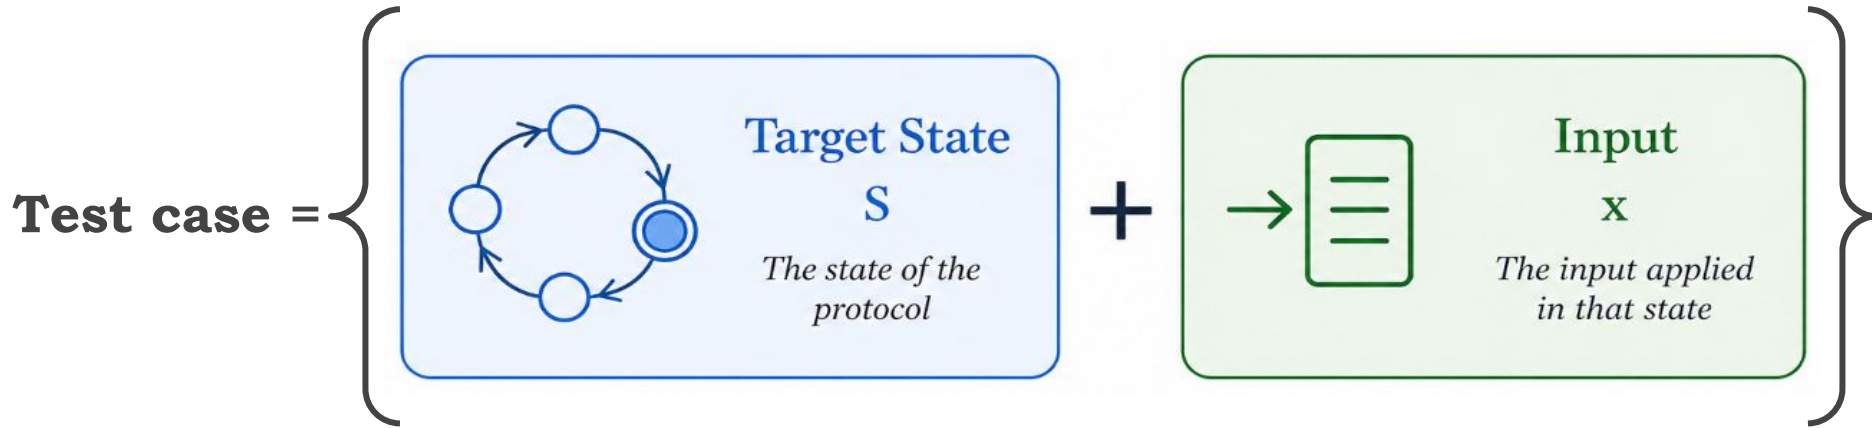 Test case =
Target State
S
The state of the
protocol
+
Input
x
The input applied
in that state